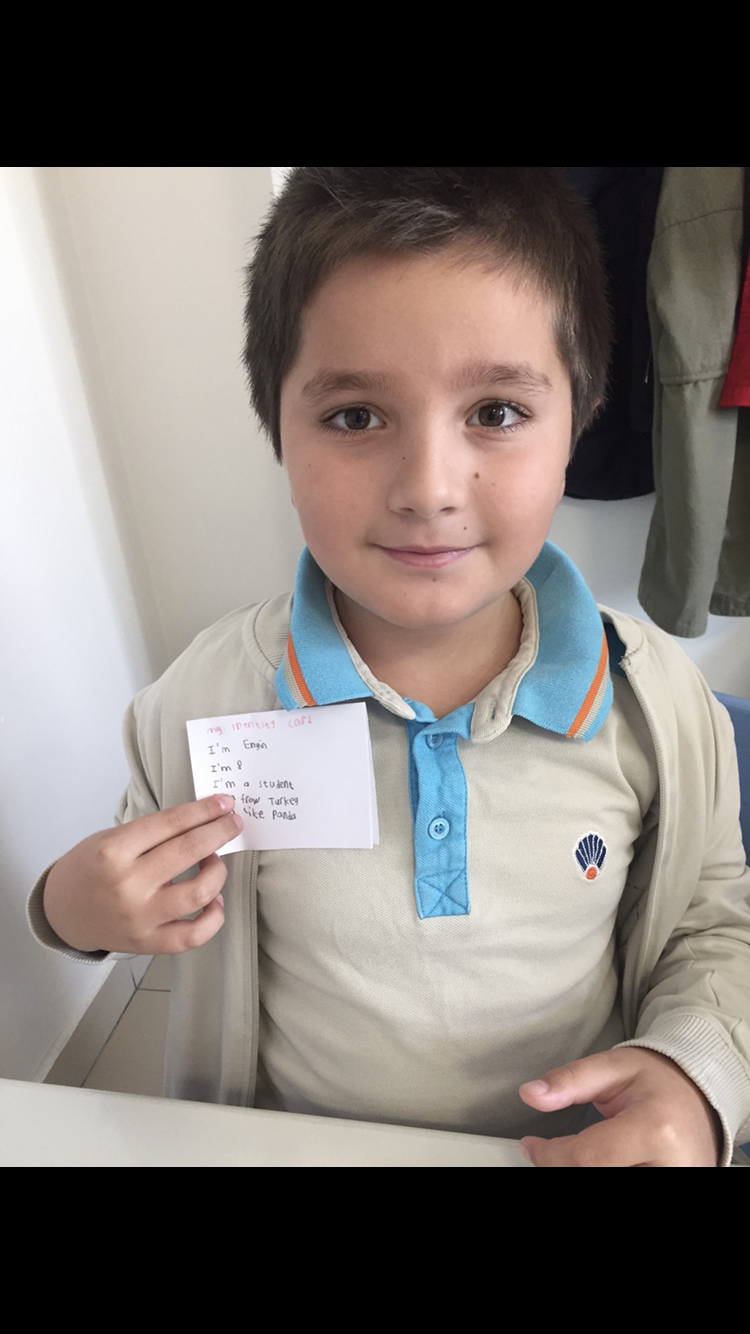 my identity card
I'm Engin
I'm 8
I'm a student
from Turkey
like Panda